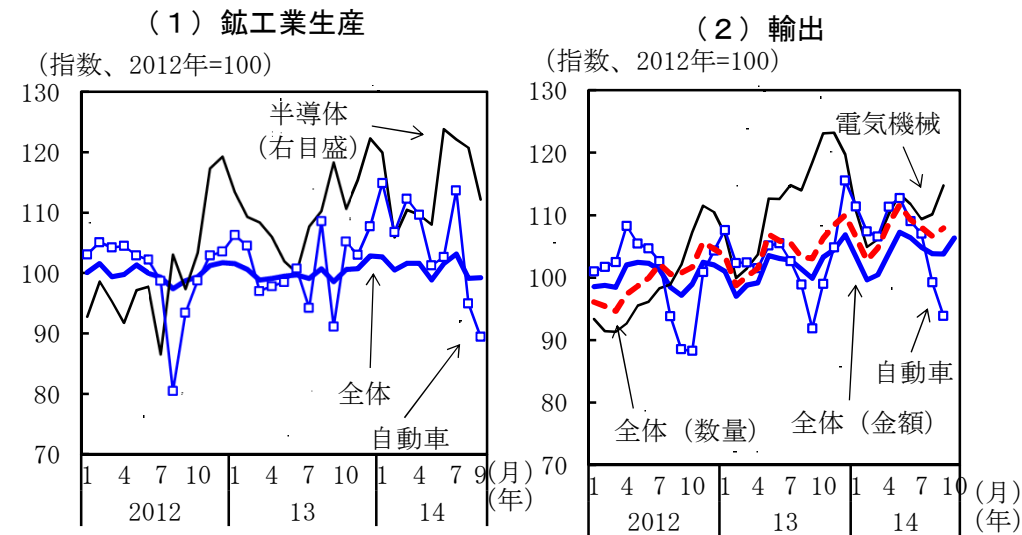 （１）鉱工業生産
（指数、2012年=100）
130
120
110
100
90
80
70
半導体
（右目盛）
全体
自動車
1 4 7 10 1 4 7 10 1 4 7 9(月)
2012 13 14 (年)
（２）輸出
（指数、2012年=100）
130
120
110
100
90
80
70
電気機械
自動車
全体（数量）
全体（金額）
1 4 7 10 1 4 7 10 1 4 7 10 (月)
2012 13 14 (年)